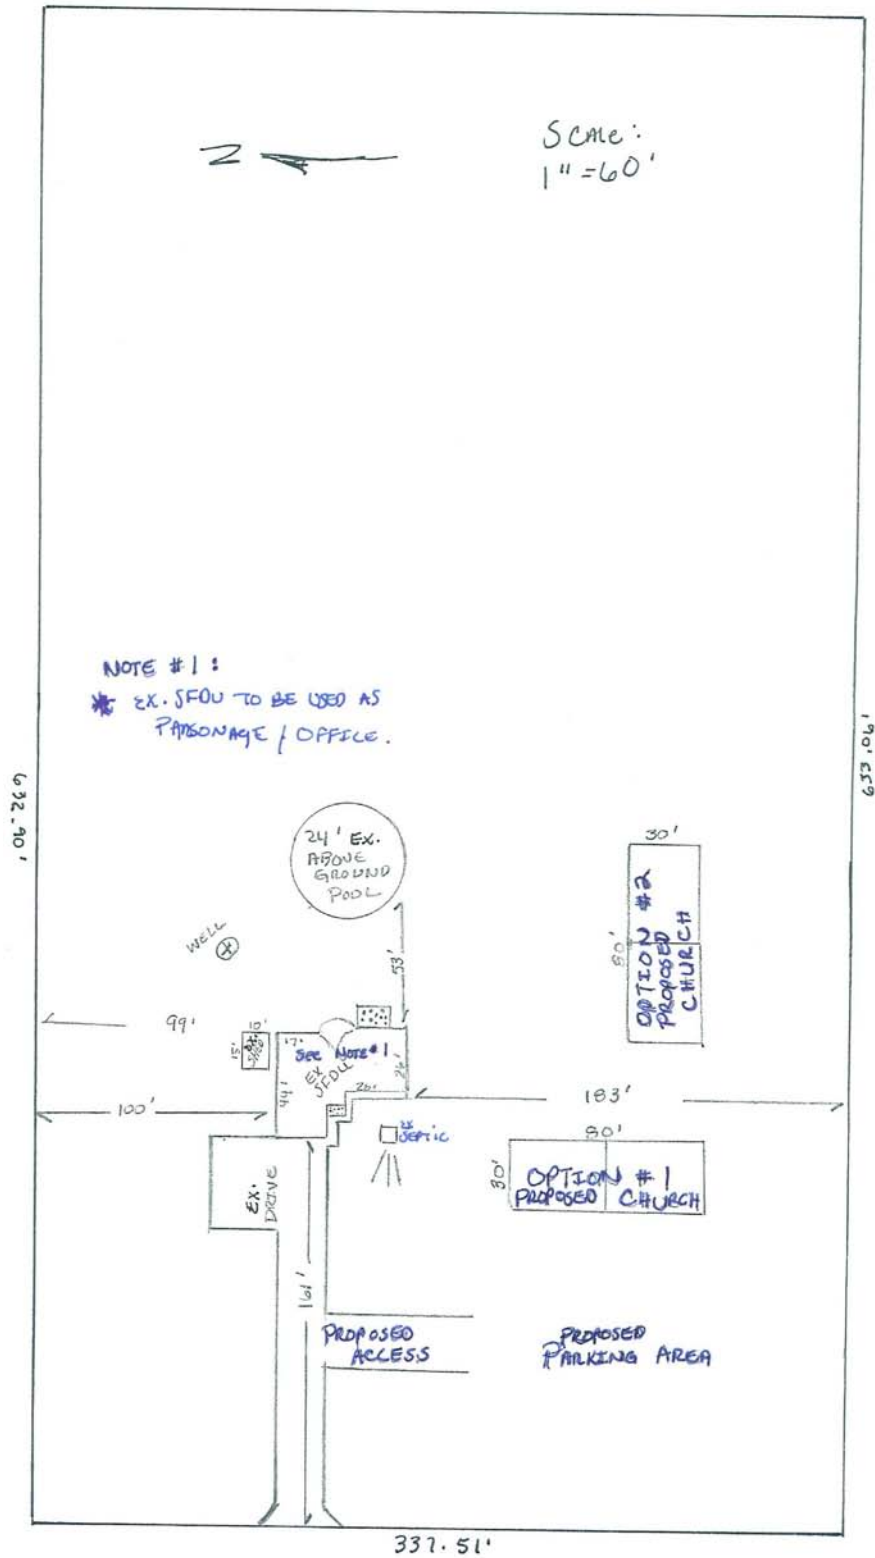 N
SCALE:
1" = 60'
NOTE #1:
* EX. SFDU TO BE USED AS
PARSONAGE / OFFICE.
632.90'
633.06'
24' EX.
ABOVE
GROUND
POOL
WELL
53'
99'
10'
15'
17'
SEE NOTE #1
EX
SFDU
44'
26'
26'
100'
183'
30'
80'
OPTION #2
PROPOSED
CHURCH
EX
SEPTIC
80'
30'
OPTION #1
PROPOSED CHURCH
EX.
DRIVE
161'
PROPOSED
ACCESS
PROPOSED
PARKING AREA
337.51'